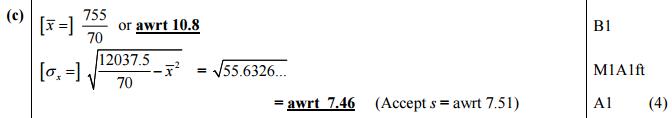 (c) [x̄ =] 755/70 or awrt 10.8 B1
[σₓ =] √(12037.5/70 − x̄²) = √55.6326... M1A1ft
= awrt 7.46 (Accept s = awrt 7.51) A1 (4)